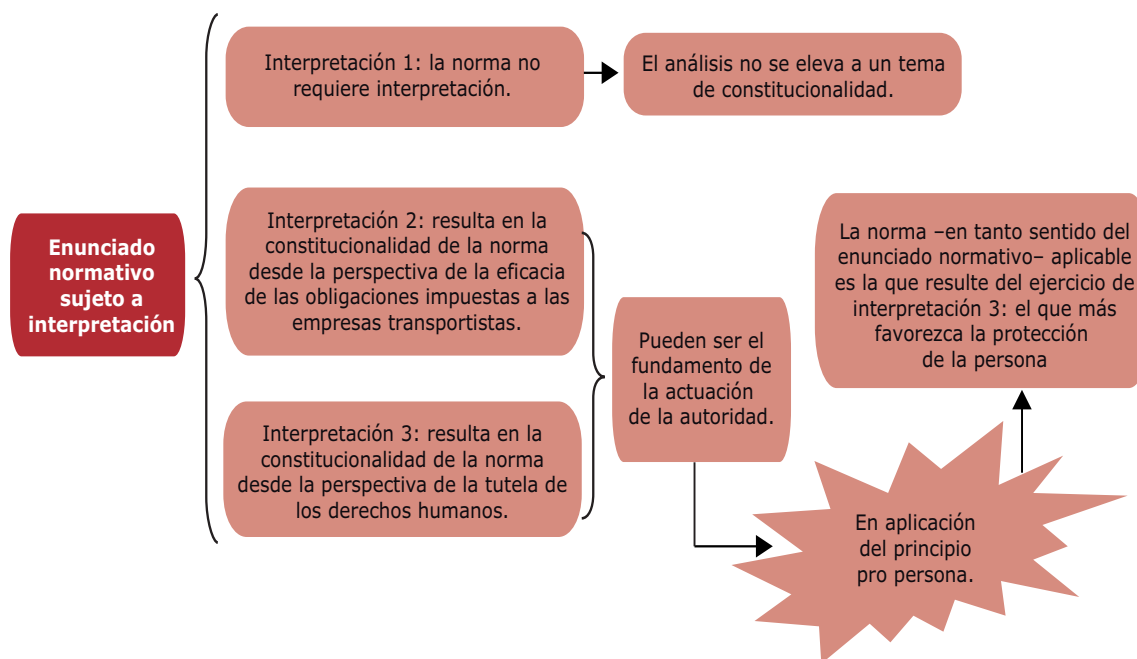 Enunciado
normativo
sujeto a
interpretación
Interpretación 1: la norma no
requiere interpretación.
El análisis no se eleva a un tema
de constitucionalidad.
Interpretación 2: resulta en la
constitucionalidad de la norma
desde la perspectiva de la eficacia
de las obligaciones impuestas a las
empresas transportistas.
Interpretación 3: resulta en la
constitucionalidad de la norma
desde la perspectiva de la tutela de
los derechos humanos.
Pueden ser el
fundamento de
la actuación
de la autoridad.
En aplicación
del principio
pro persona.
La norma –en tanto sentido del
enunciado normativo– aplicable
es la que resulte del ejercicio de
interpretación 3: el que más
favorezca la protección
de la persona